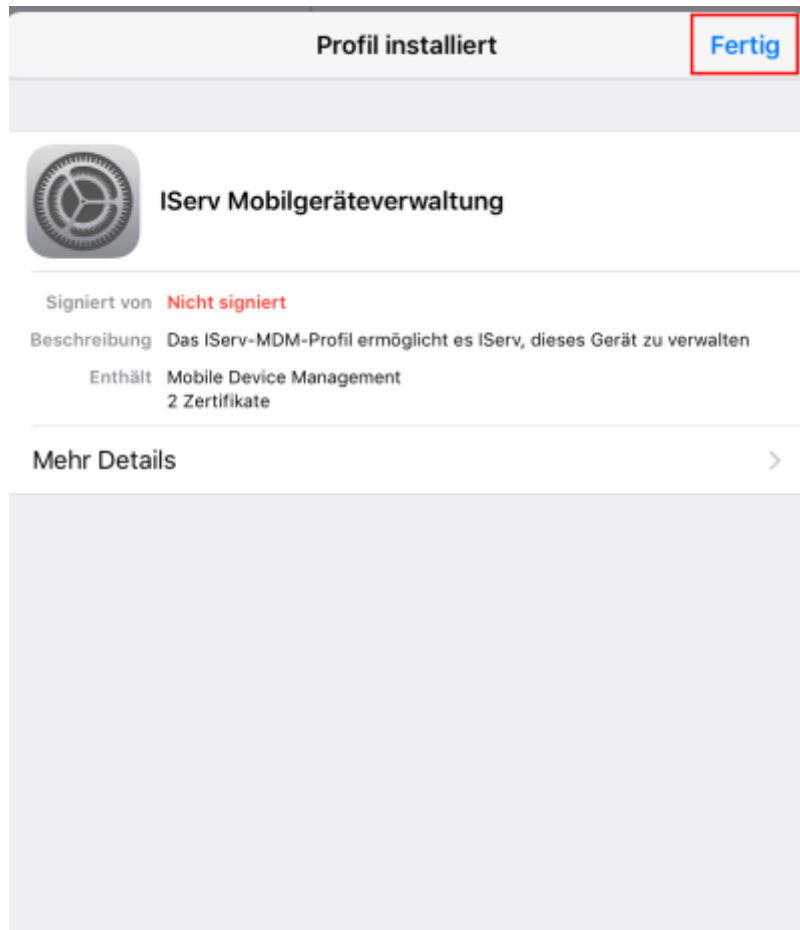 Profil installiert
Fertig
IServ Mobilgeräteverwaltung
Signiert von Nicht signiert
Beschreibung Das IServ-MDM-Profil ermöglicht es IServ, dieses Gerät zu verwalten
Enthält Mobile Device Management
2 Zertifikate
Mehr Details